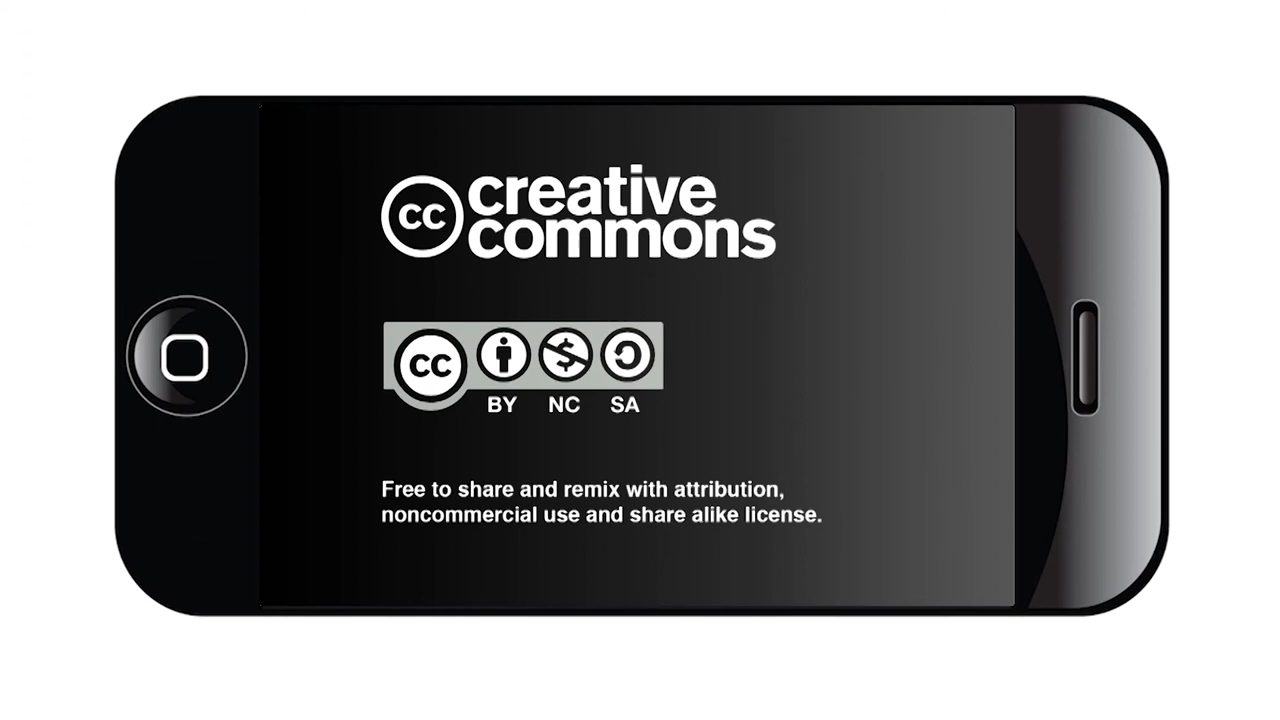 cc creative
commons
cc
BY NC SA
Free to share and remix with attribution,
noncommercial use and share alike license.